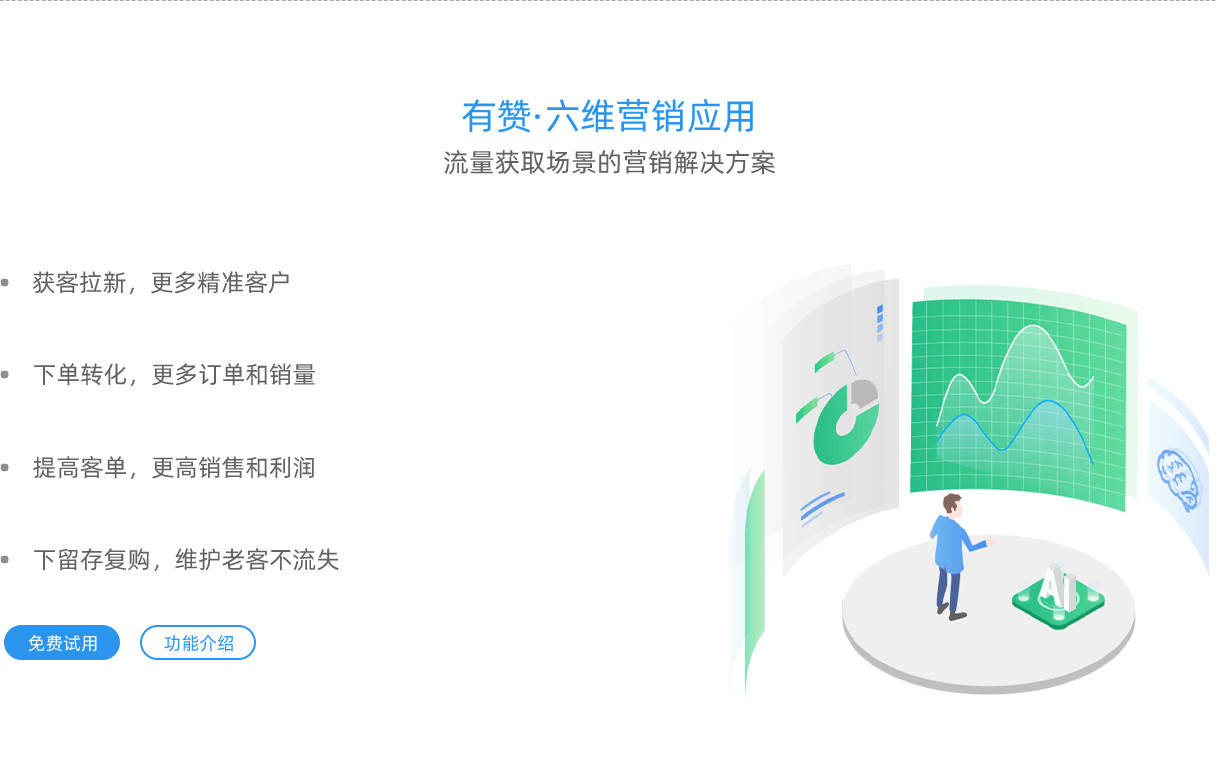 有赞·六维营销应用
流量获取场景的营销解决方案
获客拉新，更多精准客户
下单转化，更多订单和销量
提高客单，更高销售和利润
下留存复购，维护老客不流失
免费试用 功能介绍
AI